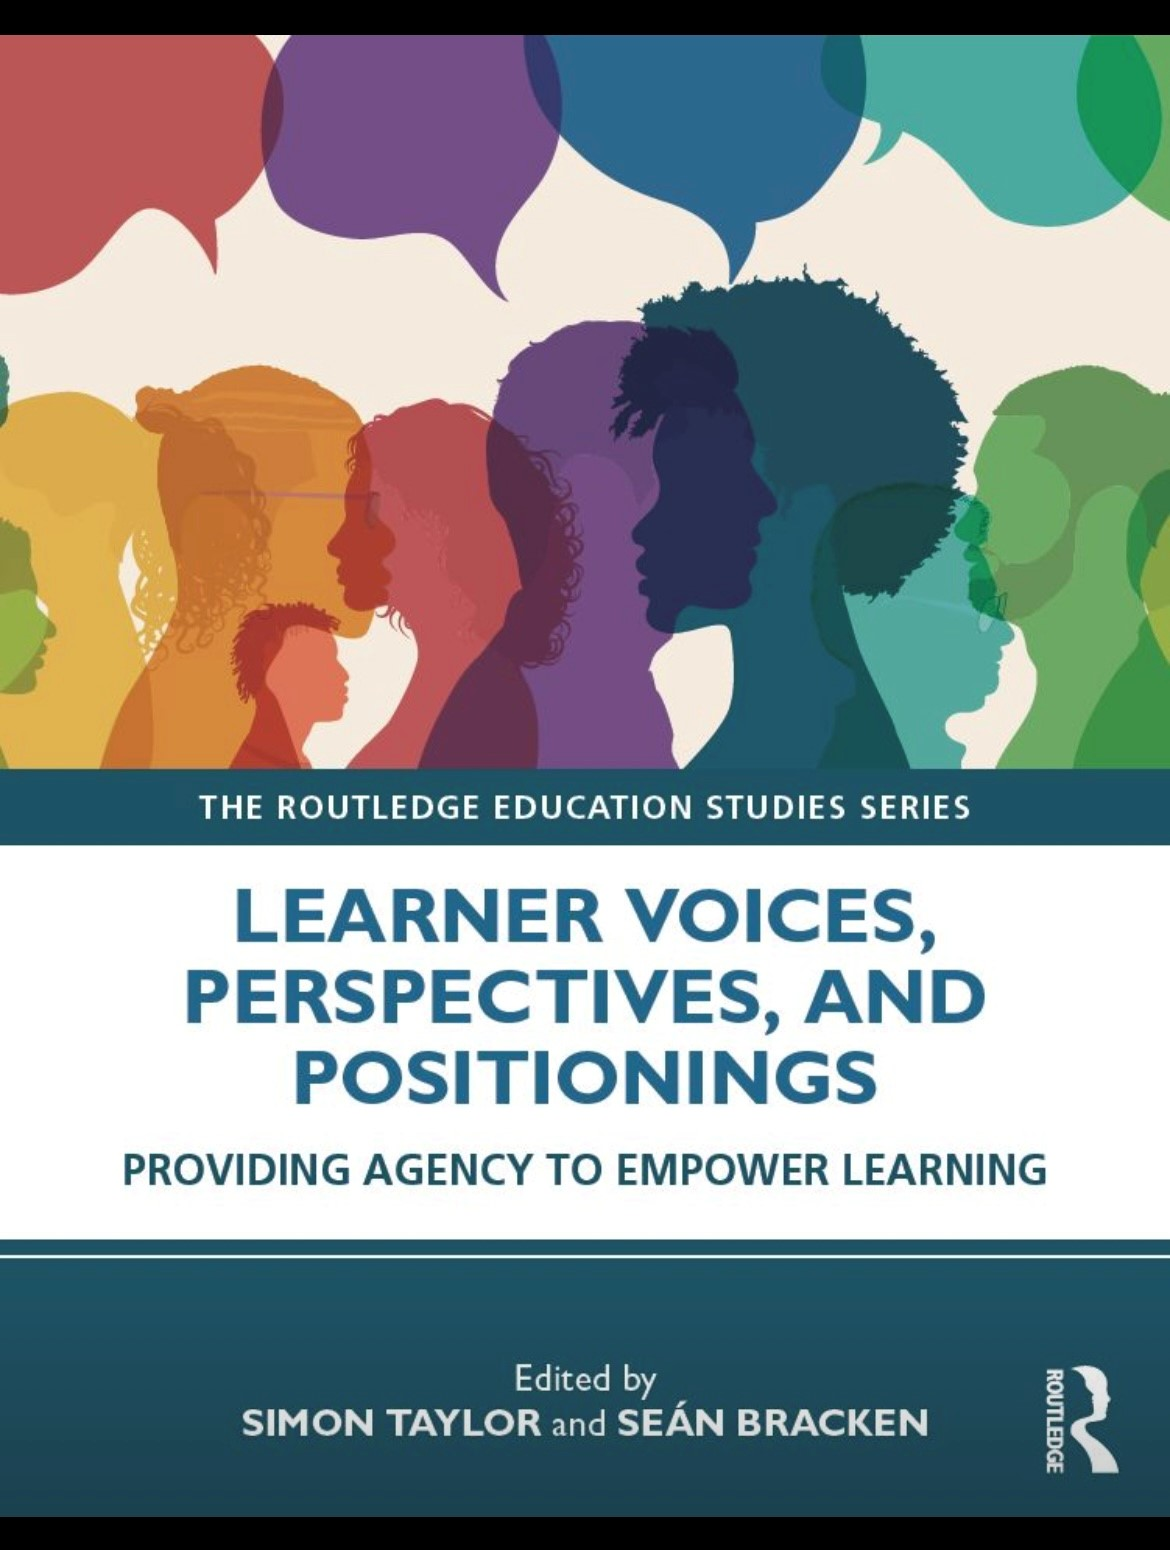 THE ROUTLEDGE EDUCATION STUDIES SERIES
LEARNER VOICES,
PERSPECTIVES, AND
POSITIONINGS
PROVIDING AGENCY TO EMPOWER LEARNING
Edited by
SIMON TAYLOR and SEÁN BRACKEN
ROUTLEDGE